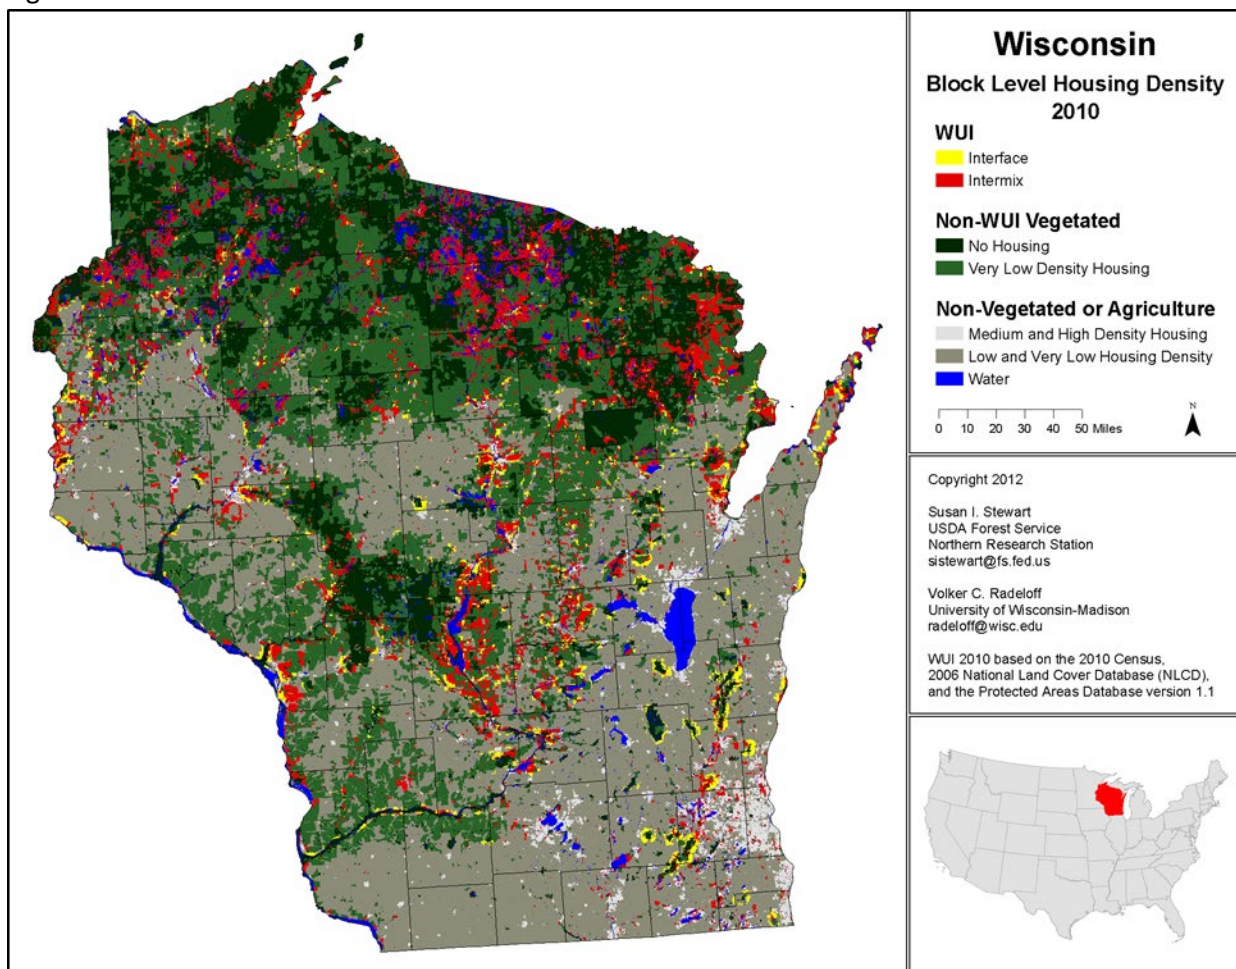 Wisconsin
Block Level Housing Density
2010
WUI
Interface
Intermix
Non-WUI Vegetated
No Housing
Very Low Density Housing
Non-Vegetated or Agriculture
Medium and High Density Housing
Low and Very Low Housing Density
Water
N
0 10 20 30 40 50 Miles
Copyright 2012
Susan I. Stewart
USDA Forest Service
Northern Research Station
sistewart@fs.fed.us
Volker C. Radeloff
University of Wisconsin-Madison
radeloff@wisc.edu
WUI 2010 based on the 2010 Census,
2006 National Land Cover Database (NLCD),
and the Protected Areas Database version 1.1